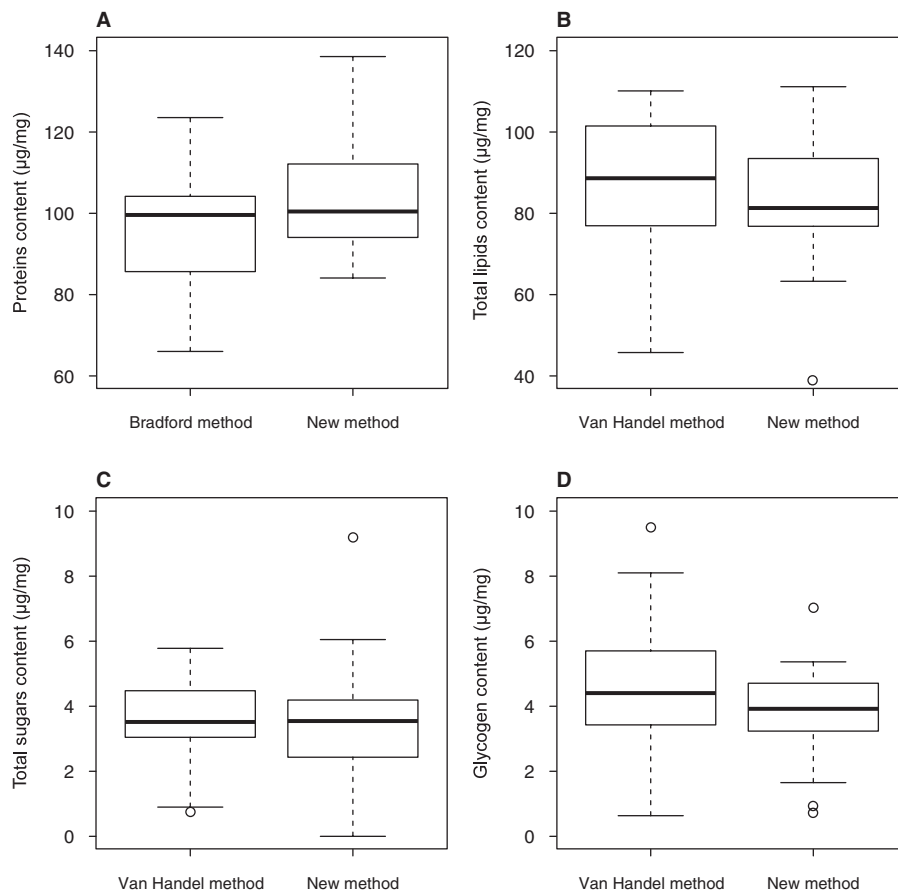 A
Proteins content (µg/mg)
140
120
100
80
60
Bradford method New method
B
Total lipids content (µg/mg)
120
100
80
60
40
Van Handel method New method
C
Total sugars content (µg/mg)
10
8
6
4
2
0
Van Handel method New method
D
Glycogen content (µg/mg)
10
8
6
4
2
0
Van Handel method New method